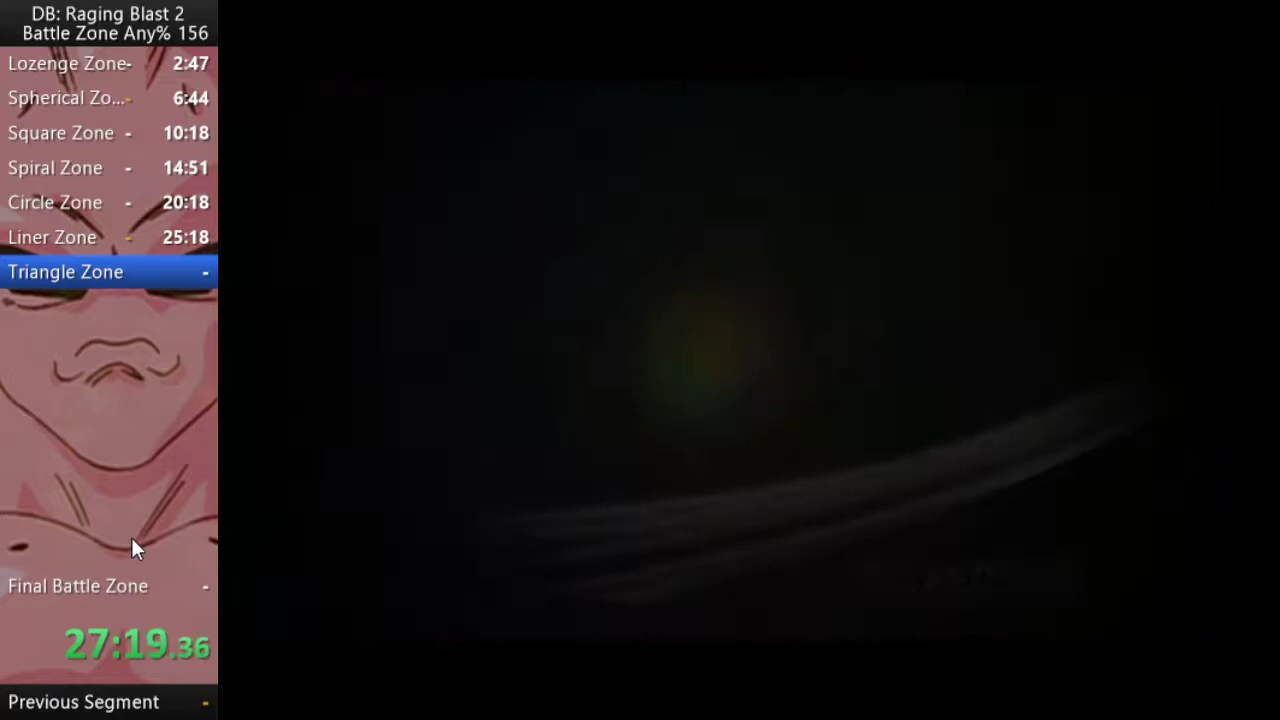 DB: Raging Blast 2
Battle Zone Any% 156
Lozenge Zone- 2:47
Spherical Zo...- 6:44
Square Zone - 10:18
Spiral Zone - 14:51
Circle Zone - 20:18
Liner Zone - 25:18
Triangle Zone -
Final Battle Zone -
27:19.36
Previous Segment -